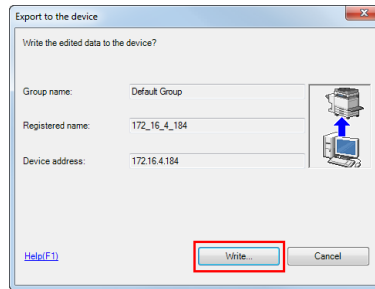 Export to the device
Write the edited data to the device?
Group name: Default Group
Registered name: 172_16_4_184
Device address: 172.16.4.184
Help(F1) Write... Cancel